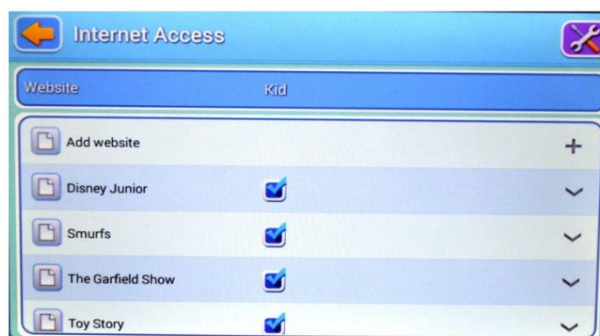 Internet Access
Website Kid
Add website
Disney Junior
Smurfs
The Garfield Show
Toy Story